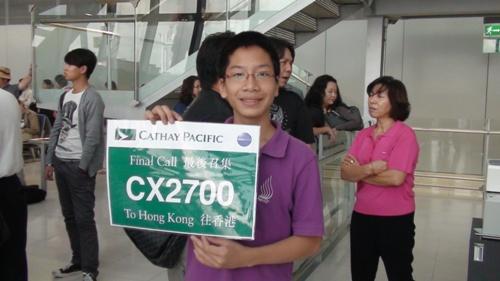 CATHAY PACIFIC
Final Call 最後召集
CX2700
To Hong Kong 往香港